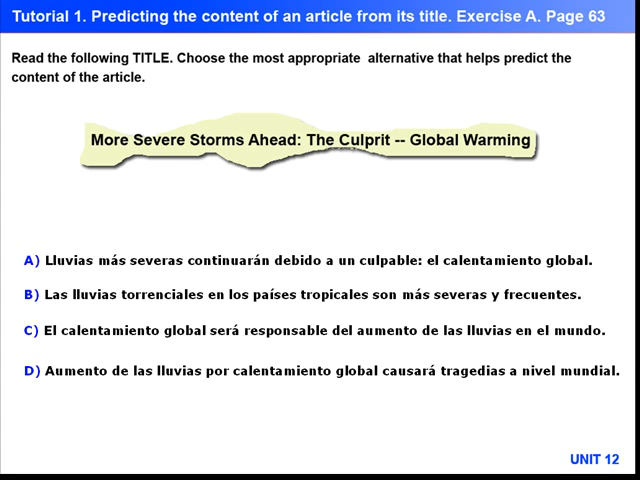 Tutorial 1. Predicting the content of an article from its title. Exercise A. Page 63
Read the following TITLE. Choose the most appropriate alternative that helps predict the
content of the article.
More Severe Storms Ahead: The Culprit -- Global Warming
A) Lluvias más severas continuarán debido a un culpable: el calentamiento global.
B) Las lluvias torrenciales en los países tropicales son más severas y frecuentes.
C) El calentamiento global será responsable del aumento de las lluvias en el mundo.
D) Aumento de las lluvias por calentamiento global causará tragedias a nivel mundial.
UNIT 12